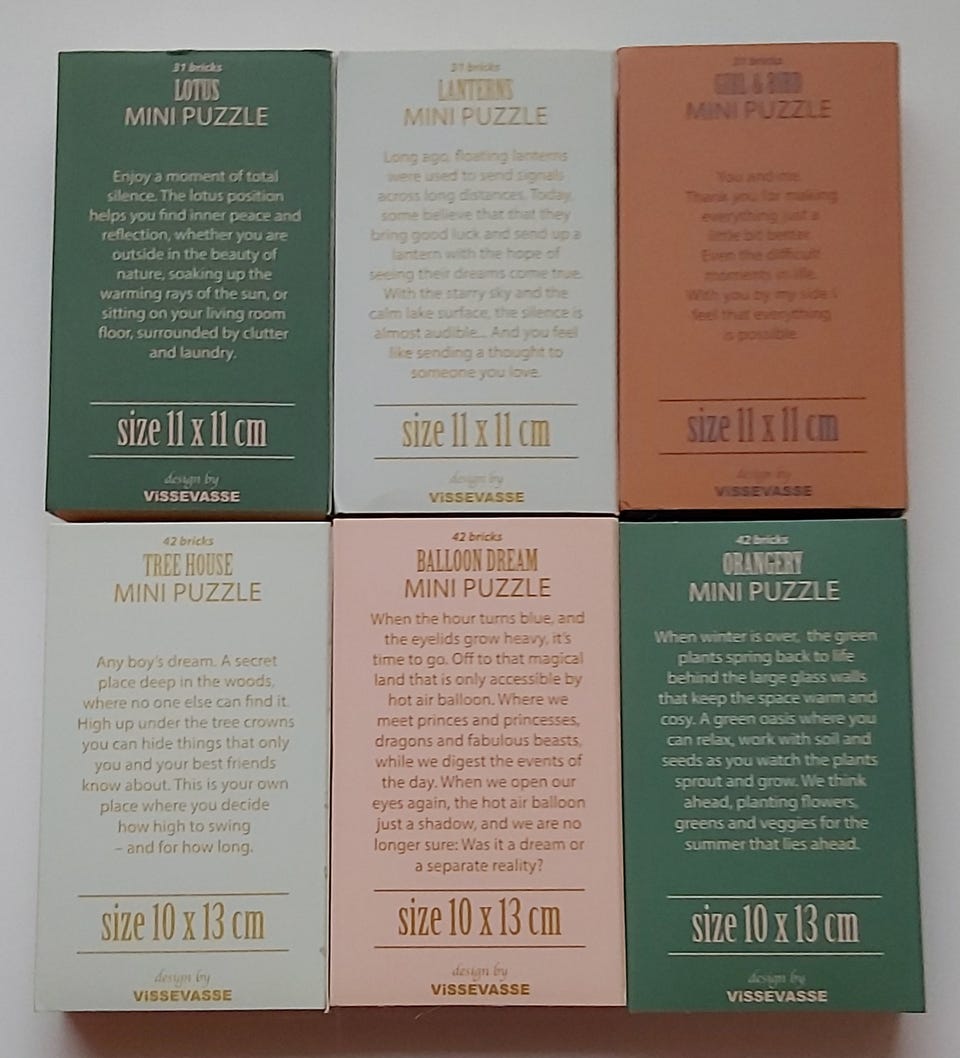 31 bricks
LOTUS
MINI PUZZLE
Enjoy a moment of total
silence. The lotus position
helps you find inner peace and
reflection, whether you are
outside in the beauty of
nature, soaking up the
warming rays of the sun, or
sitting on your living room
floor, surrounded by clutter
and laundry.
size 11 x 11 cm
design by
ViSSEVASSE
31 bricks
LANTERNS
MINI PUZZLE
Long ago, floating lanterns
were used to send signals
across long distances. Today,
some believe that that they
bring good luck and send up a
lantern with the hope of
seeing their dreams come true.
With the starry sky and the
calm lake surface, the silence is
almost audible... And you feel
like sending a thought to
someone you love.
size 11 x 11 cm
design by
ViSSEVASSE
31 bricks
GIRL & BIRD
MINI PUZZLE
You and me.
Thank you for making
everything just a
little bit better.
Even the difficult
moments in life.
With you by my side I
feel that everything
is possible.
size 11 x 11 cm
design by
ViSSEVASSE
42 bricks
TREE HOUSE
MINI PUZZLE
Any boy's dream. A secret
place deep in the woods,
where no one else can find it.
High up under the tree crowns
you can hide things that only
you and your best friends
know about. This is your own
place where you decide
how high to swing
– and for how long.
size 10 x 13 cm
design by
ViSSEVASSE
42 bricks
BALLOON DREAM
MINI PUZZLE
When the hour turns blue, and
the eyelids grow heavy, it's
time to go. Off to that magical
land that is only accessible by
hot air balloon. Where we
meet princes and princesses,
dragons and fabulous beasts,
while we digest the events of
the day. When we open our
eyes again, the hot air balloon
just a shadow, and we are no
longer sure: Was it a dream or
a separate reality?
size 10 x 13 cm
design by
ViSSEVASSE
42 bricks
ORANGERY
MINI PUZZLE
When winter is over, the green
plants spring back to life
behind the large glass walls
that keep the space warm and
cosy. A green oasis where you
can relax, work with soil and
seeds as you watch the plants
sprout and grow. We think
ahead, planting flowers,
greens and veggies for the
summer that lies ahead.
size 10 x 13 cm
design by
ViSSEVASSE